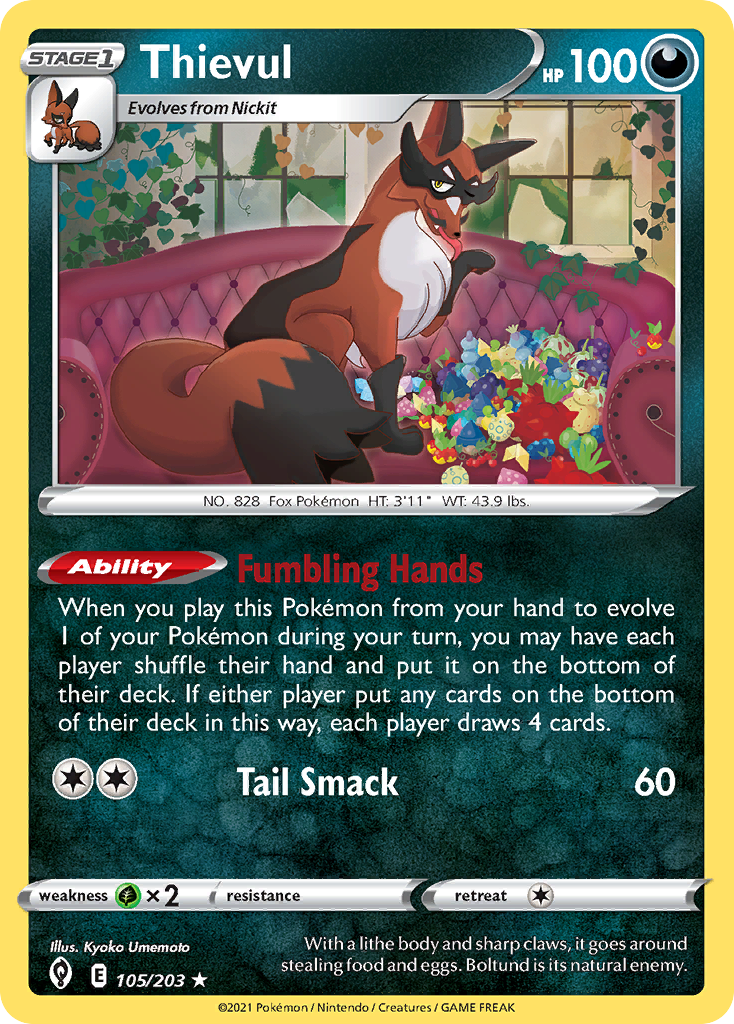 STAGE 1
Thievul
HP 100
Evolves from Nickit
NO. 828 Fox Pokémon HT: 3'11" WT: 43.9 lbs.
Ability Fumbling Hands
When you play this Pokémon from your hand to evolve
1 of your Pokémon during your turn, you may have each
player shuffle their hand and put it on the bottom of
their deck. If either player put any cards on the bottom
of their deck in this way, each player draws 4 cards.
Tail Smack 60
weakness ×2 resistance retreat
Illus. Kyoko Umemoto
E 105/203 ★
With a lithe body and sharp claws, it goes around
stealing food and eggs. Boltund is its natural enemy.
©2021 Pokémon / Nintendo / Creatures / GAME FREAK